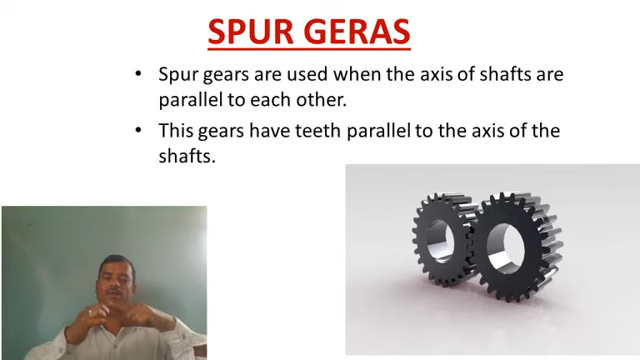 SPUR GERAS
• Spur gears are used when the axis of shafts are
parallel to each other.
• This gears have teeth parallel to the axis of the
shafts.